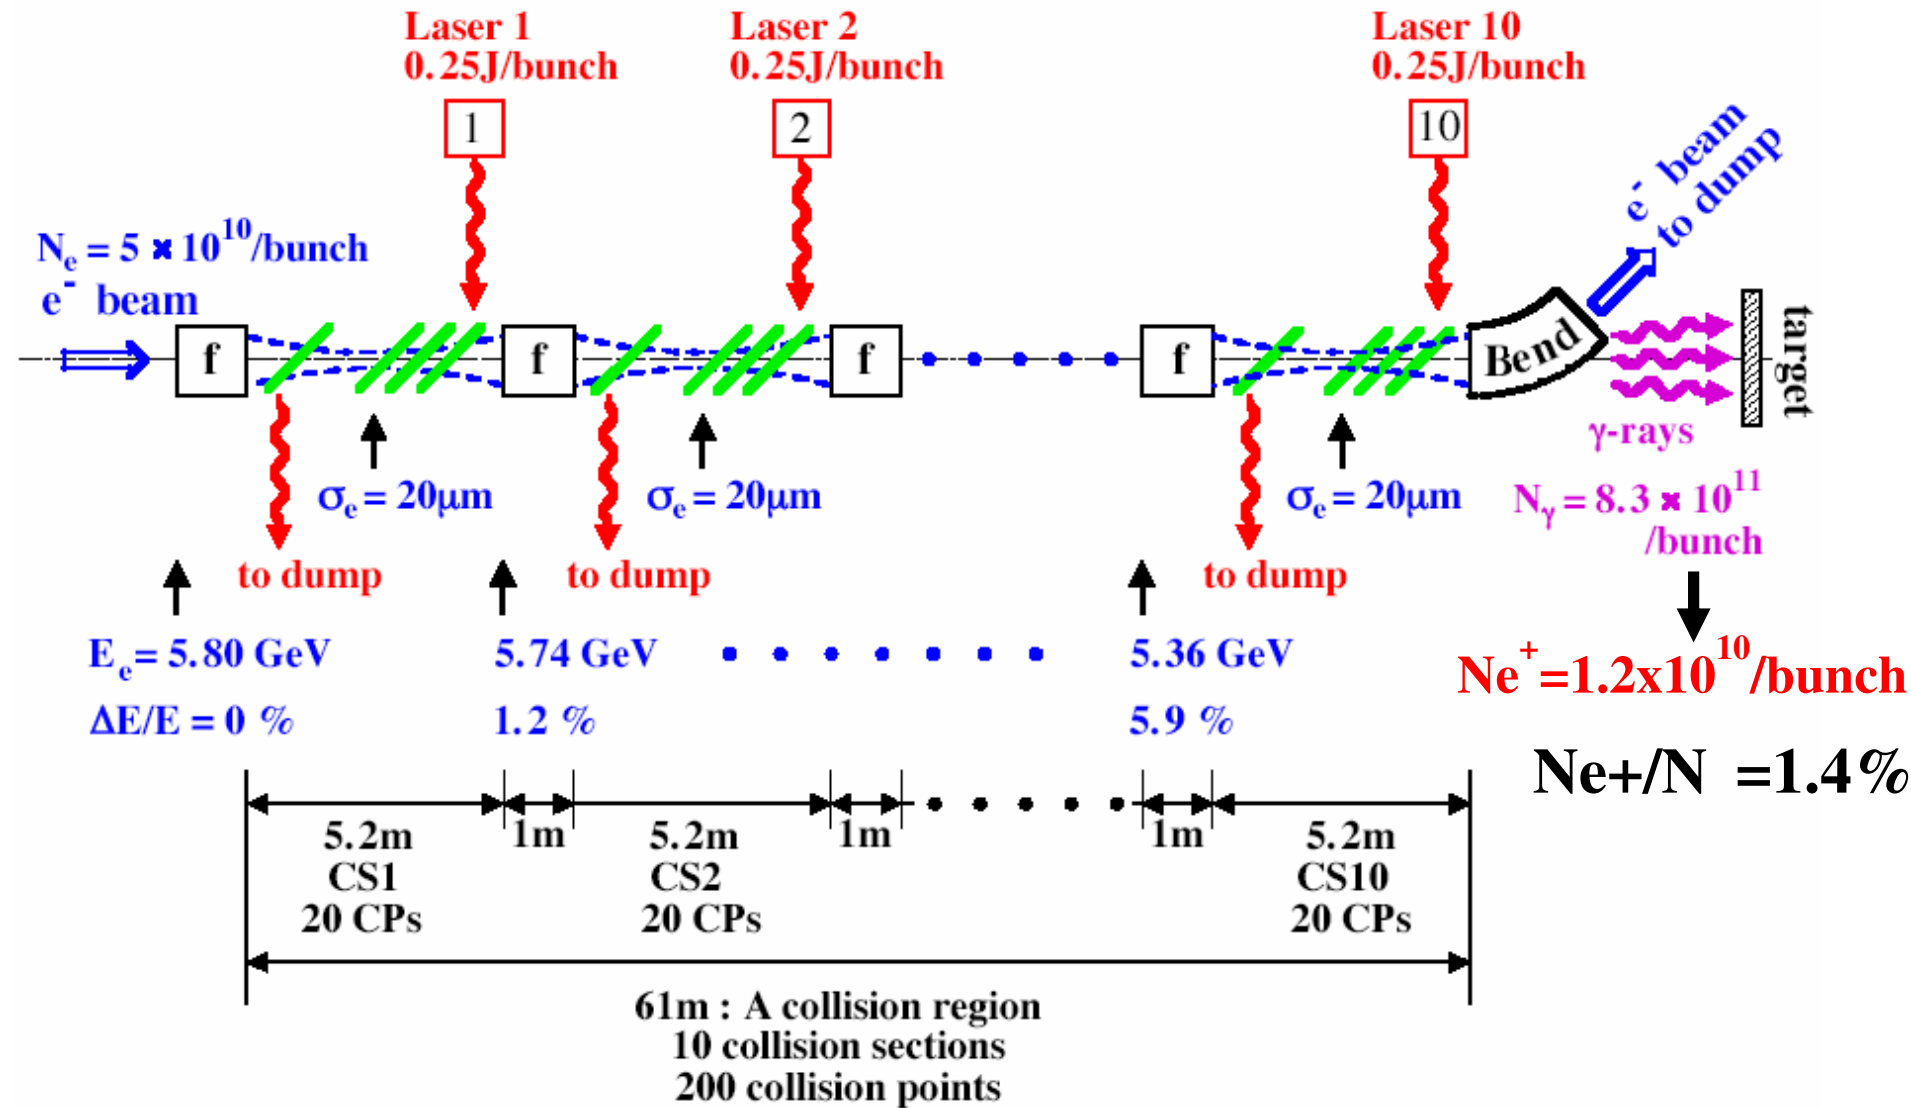 Laser 1
0.25J/bunch
Laser 2
0.25J/bunch
Laser 10
0.25J/bunch
1
2
10
e- beam
to dump
Ne = 5 × 10^10/bunch
e- beam
f
f
f
f
Bend
target
γ-rays
σe = 20μm
σe = 20μm
σe = 20μm
Nγ = 8.3 × 10^11
/bunch
to dump
to dump
to dump
Ee= 5.80 GeV
5.74 GeV
5.36 GeV
Ne+=1.2x10^10/bunch
ΔE/E = 0 %
1.2 %
5.9 %
Ne+/N =1.4%
5.2m
1m
5.2m
1m
1m
5.2m
CS1
CS2
CS10
20 CPs
20 CPs
20 CPs
61m : A collision region
10 collision sections
200 collision points